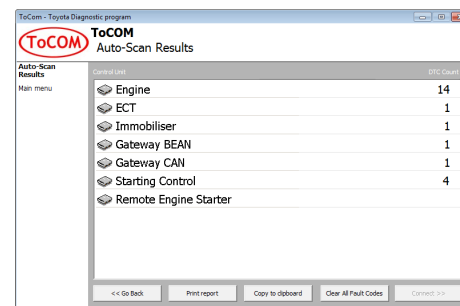 ToCom - Toyota Diagnostic program
ToCOM
ToCOM
Auto-Scan Results
Auto-Scan
Results
Main menu
Control Unit DTC Count
Engine 14
ECT 1
Immobiliser 1
Gateway BEAN 1
Gateway CAN 1
Starting Control 4
Remote Engine Starter
<< Go Back Print report Copy to clipboard Clear All Fault Codes Connect >>